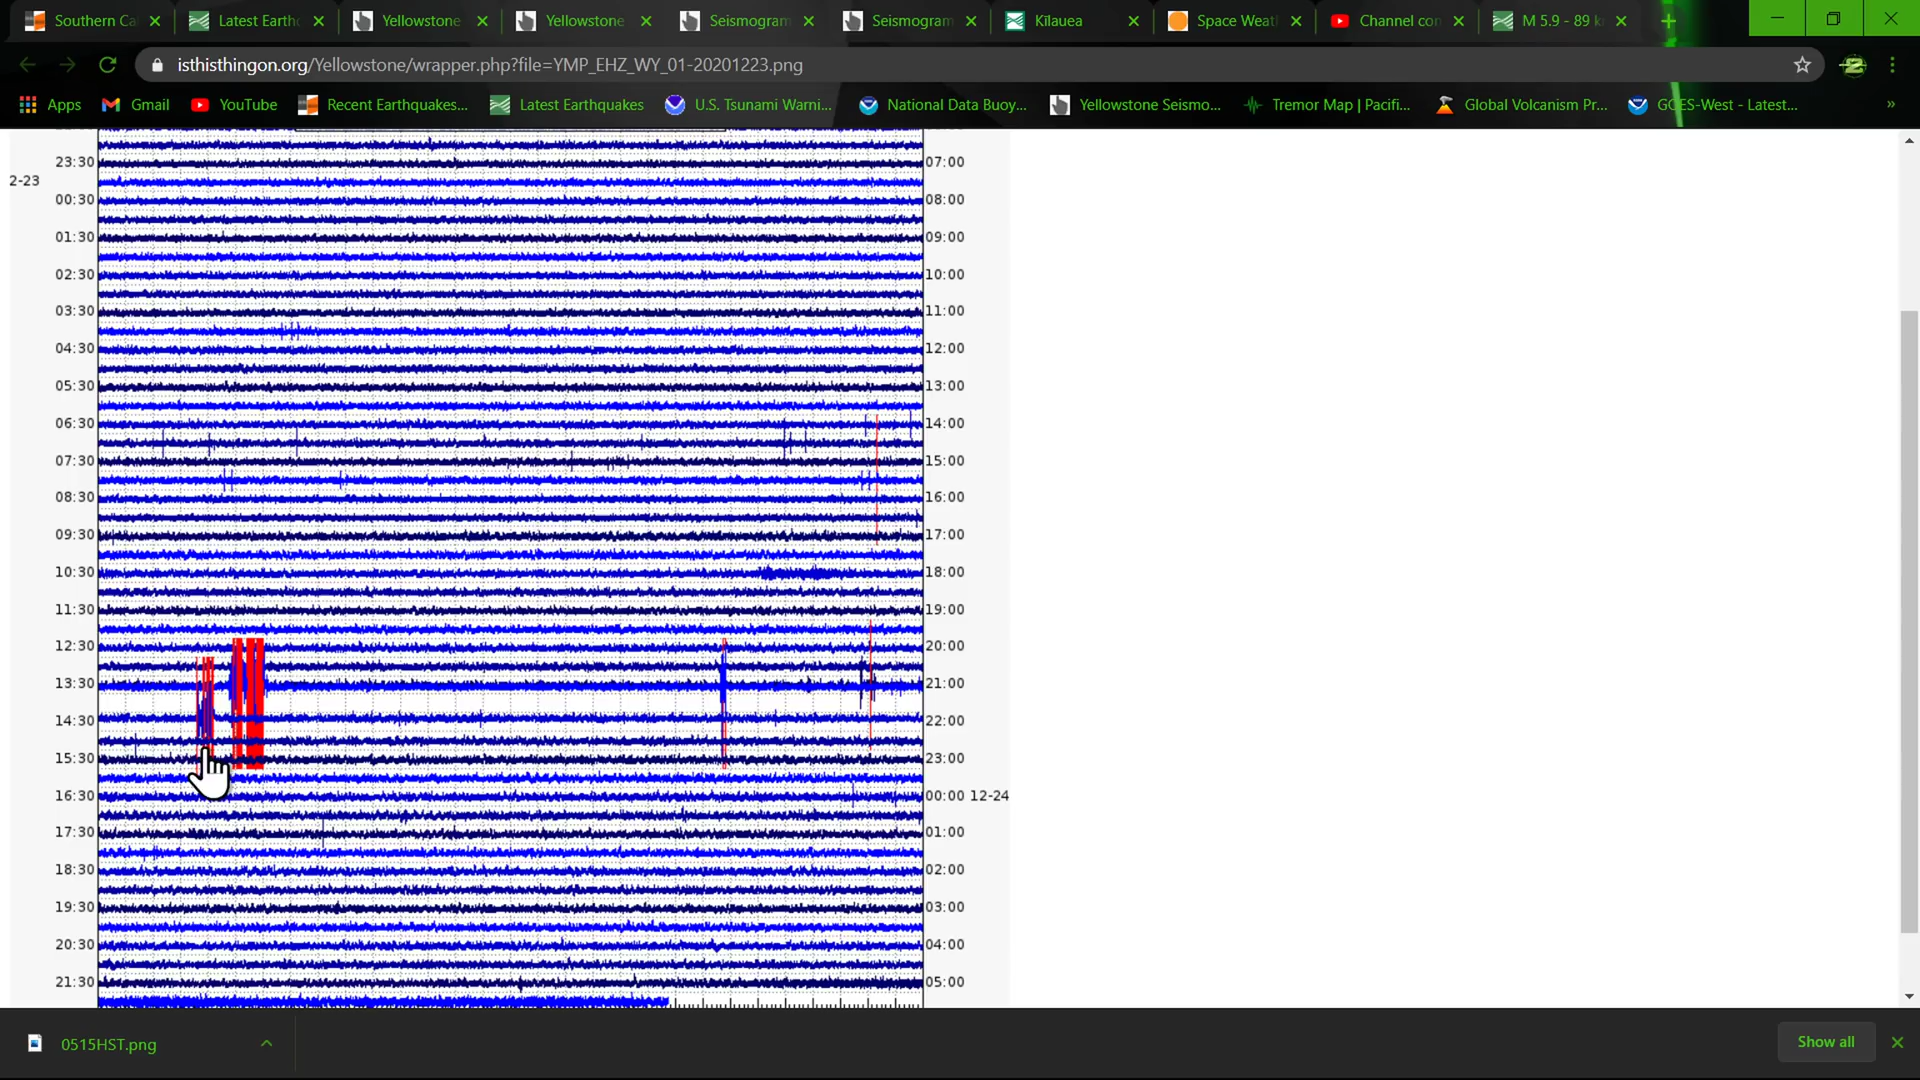 Southern Ca
Latest Earth
Yellowstone
Yellowstone
Seismogram
Seismogram
Kīlauea
Space Weat
Channel con
M 5.9 - 89 k
isthisthingon.org/Yellowstone/wrapper.php?file=YMP_EHZ_WY_01-20201223.png
Apps
Gmail
YouTube
Recent Earthquakes...
Latest Earthquakes
U.S. Tsunami Warni...
National Data Buoy...
Yellowstone Seismo...
Tremor Map | Pacifi...
Global Volcanism Pr...
GOES-West - Latest...
»
23:30 07:00
2-23
00:30 08:00
01:30 09:00
02:30 10:00
03:30 11:00
04:30 12:00
05:30 13:00
06:30 14:00
07:30 15:00
08:30 16:00
09:30 17:00
10:30 18:00
11:30 19:00
12:30 20:00
13:30 21:00
14:30 22:00
15:30 23:00
16:30 00:00 12-24
17:30 01:00
18:30 02:00
19:30 03:00
20:30 04:00
21:30 05:00
0515HST.png
Show all